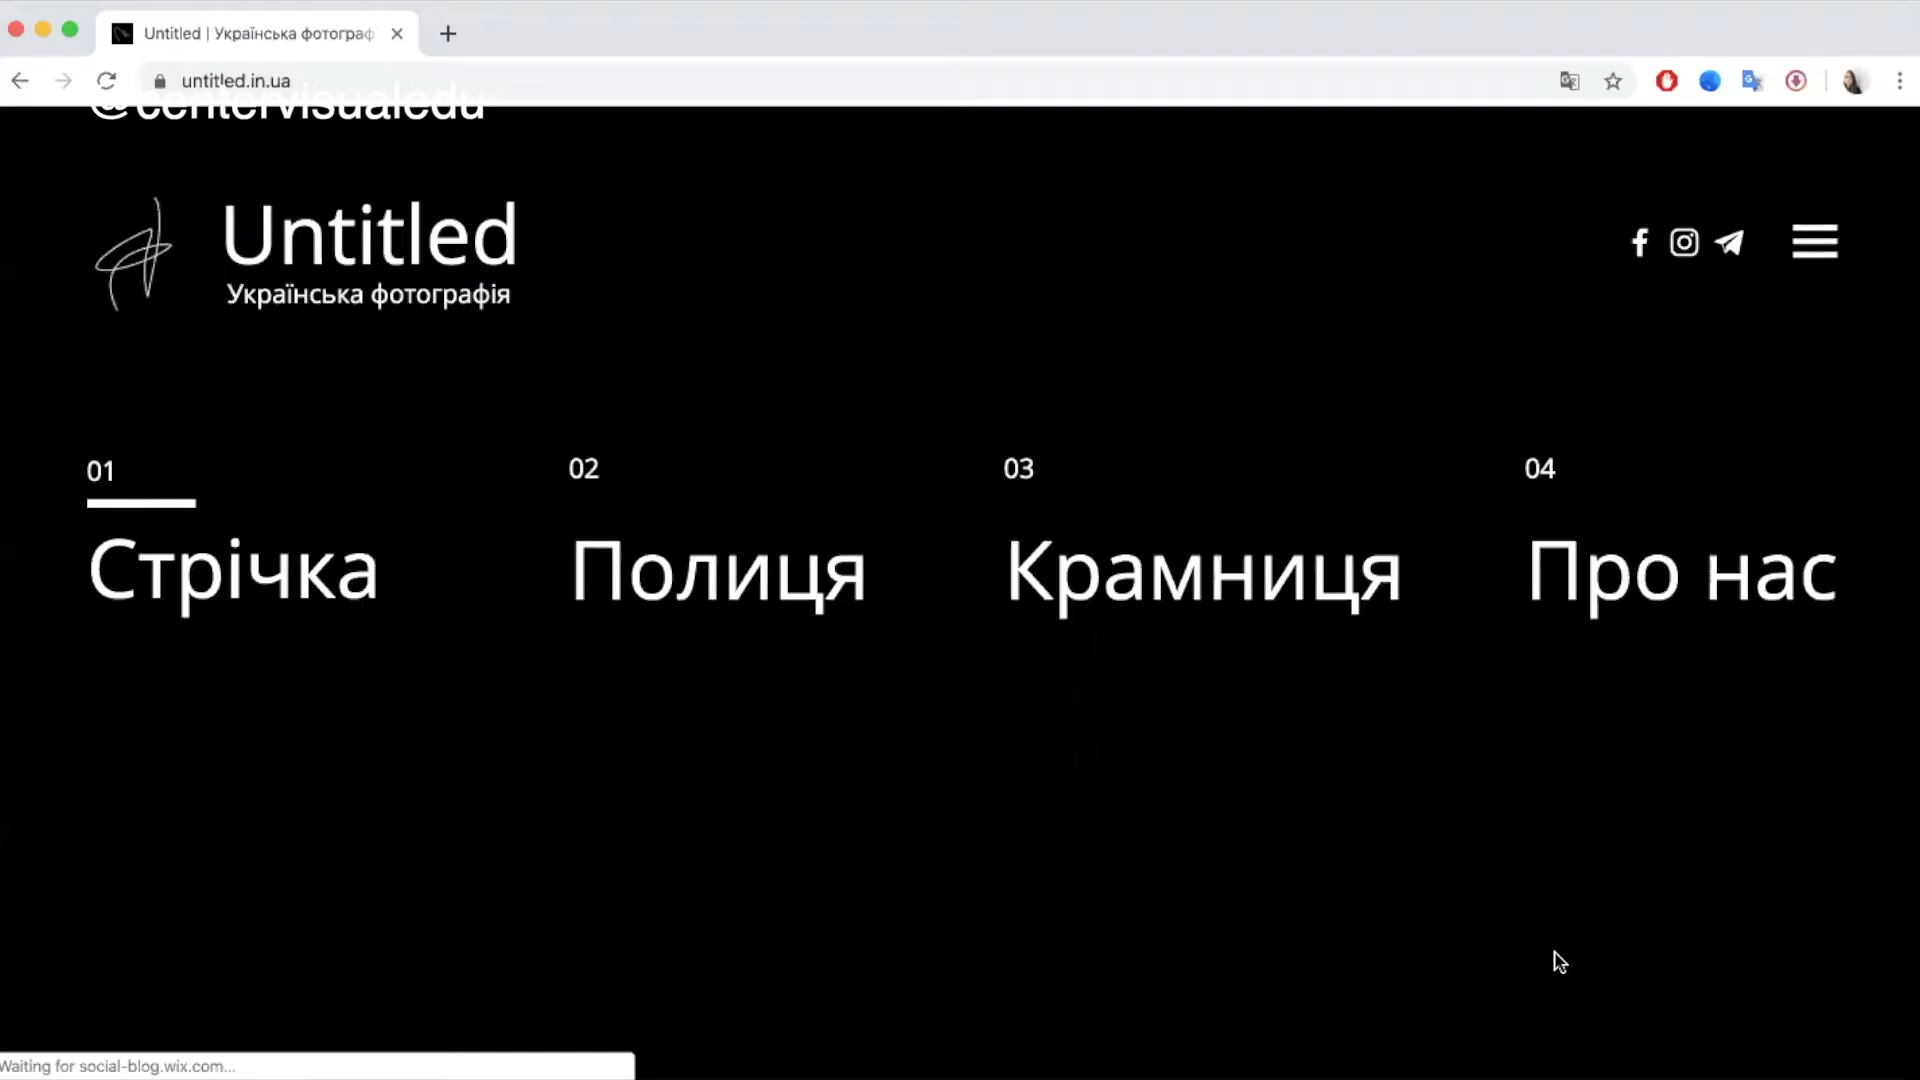 Untitled | Українська фотограф
untitled.in.ua
@centervisualedu
Untitled
Українська фотографія
01
02
03
04
Стрічка
Полиця
Крамниця
Про нас
Waiting for social-blog.wix.com...